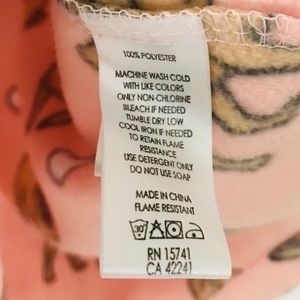 100% POLYESTER
MACHINE WASH COLD
WITH LIKE COLORS
ONLY NON-CHLORINE
BLEACH IF NEEDED
TUMBLE DRY LOW
COOL IRON IF NEEDED
TO RETAIN FLAME
RESISTANCE
USE DETERGENT ONLY
DO NOT USE SOAP
MADE IN CHINA
FLAME RESISTANT
30°
RN 15741
CA 42241